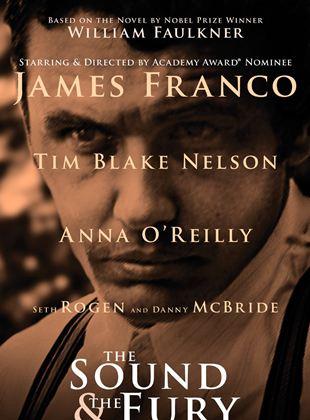 BASED ON THE NOVEL BY NOBEL PRIZE WINNER
WILLIAM FAULKNER
STARRING & DIRECTED BY ACADEMY AWARD® NOMINEE
JAMES FRANCO
TIM BLAKE NELSON
ANNA O'REILLY
SETH ROGEN AND DANNY MCBRIDE
THE
SOUND
& THE FURY